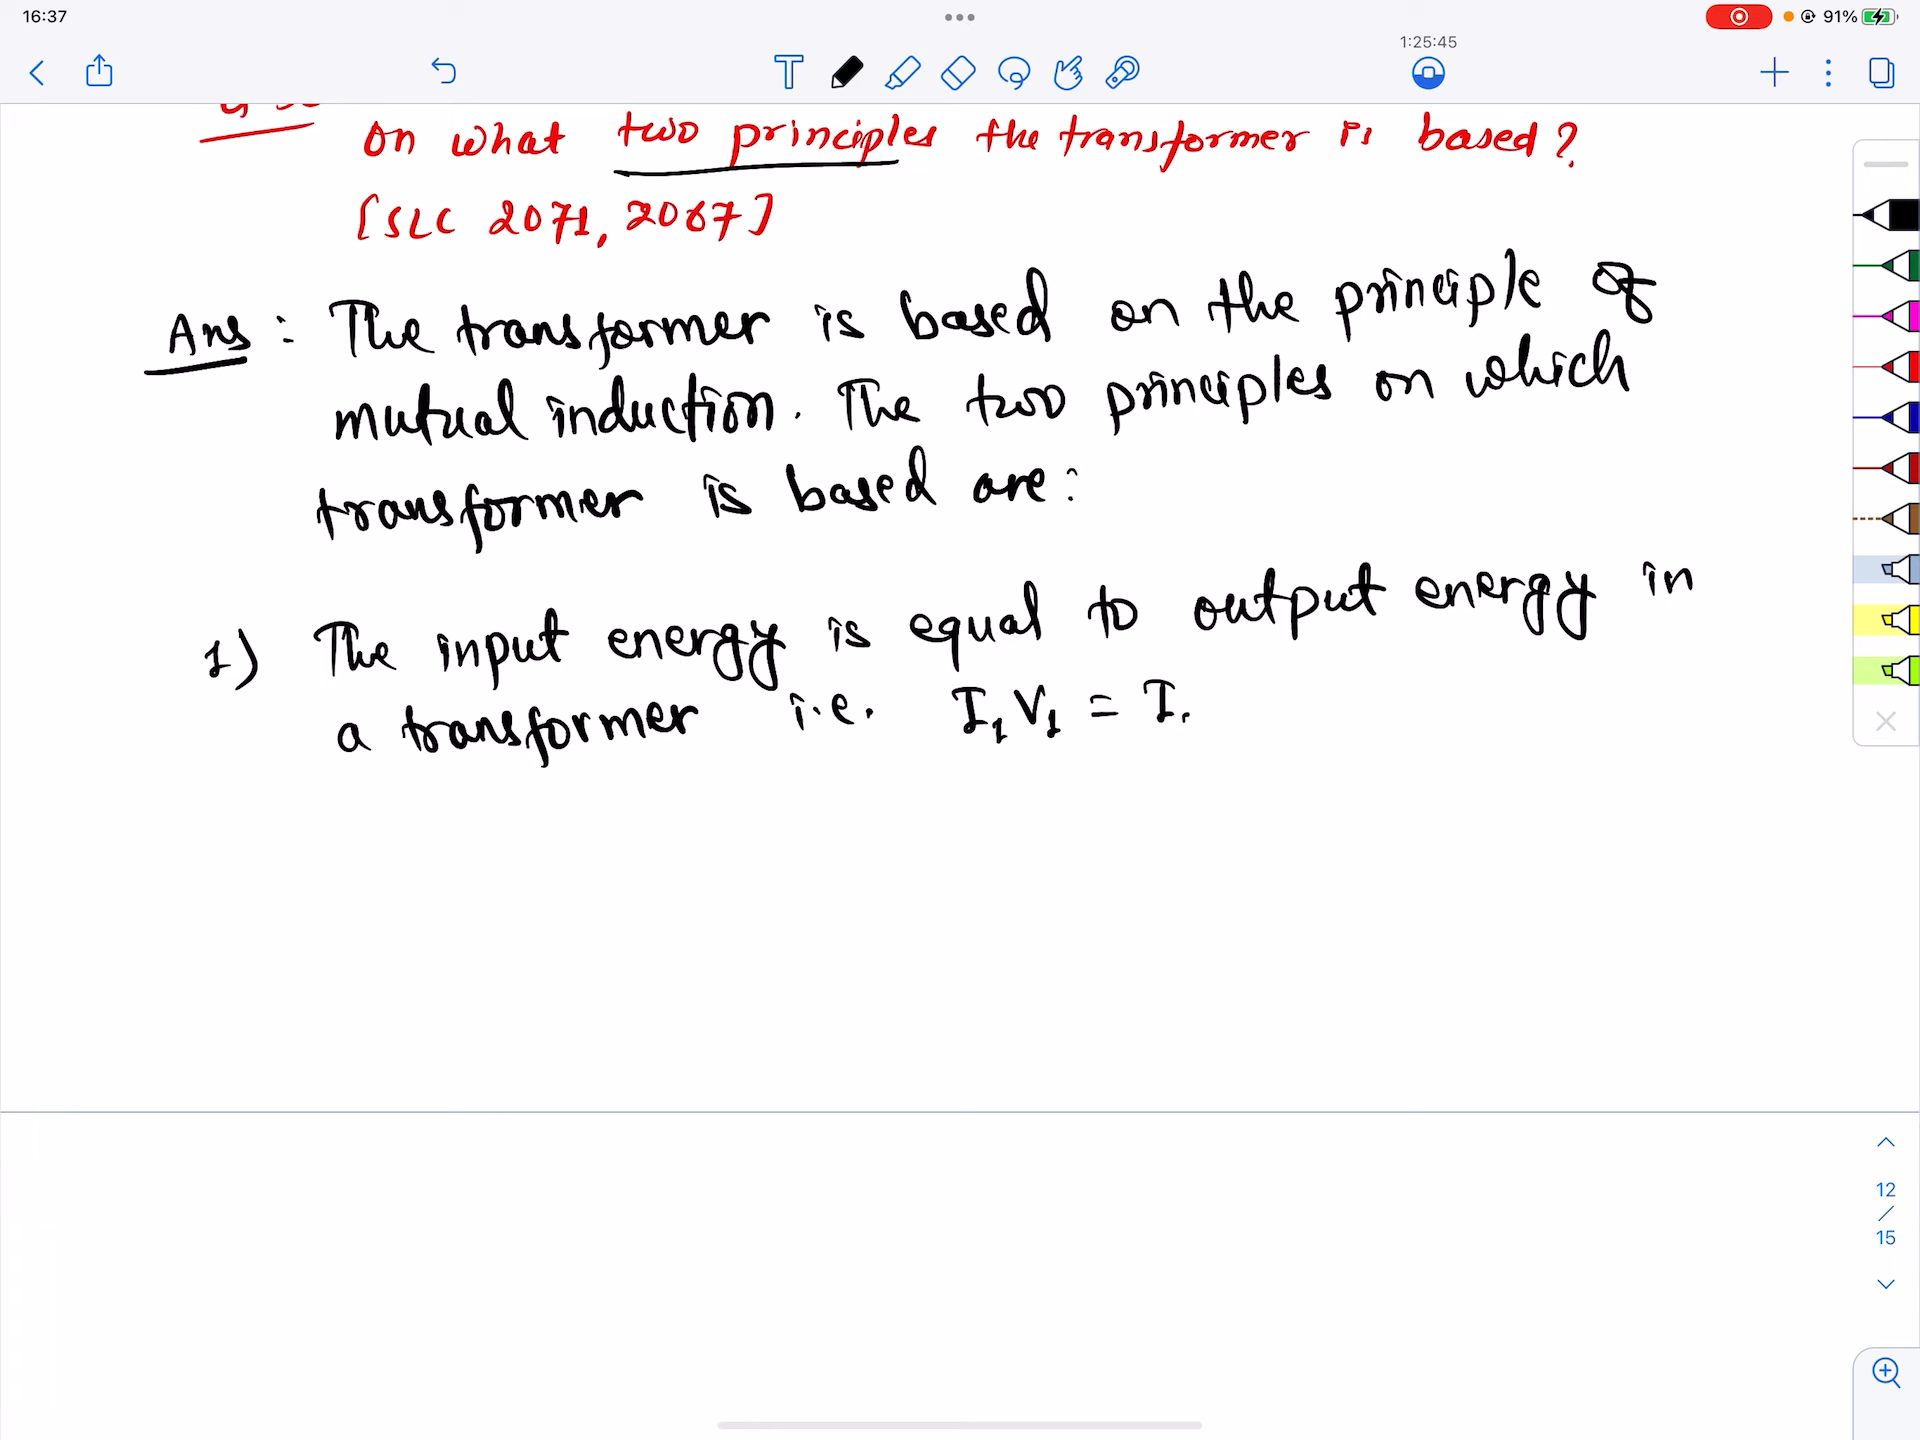 16:37
91%
1:25:45
on what two principles the transformer is based?
[SLC 2071, 2067]
Ans: The transformer is based on the principle of
mutual induction. The two principles on which
transformer is based are:
1) The input energy is equal to output energy in
a transformer i.e. I₁V₁ = I.
12
/
15